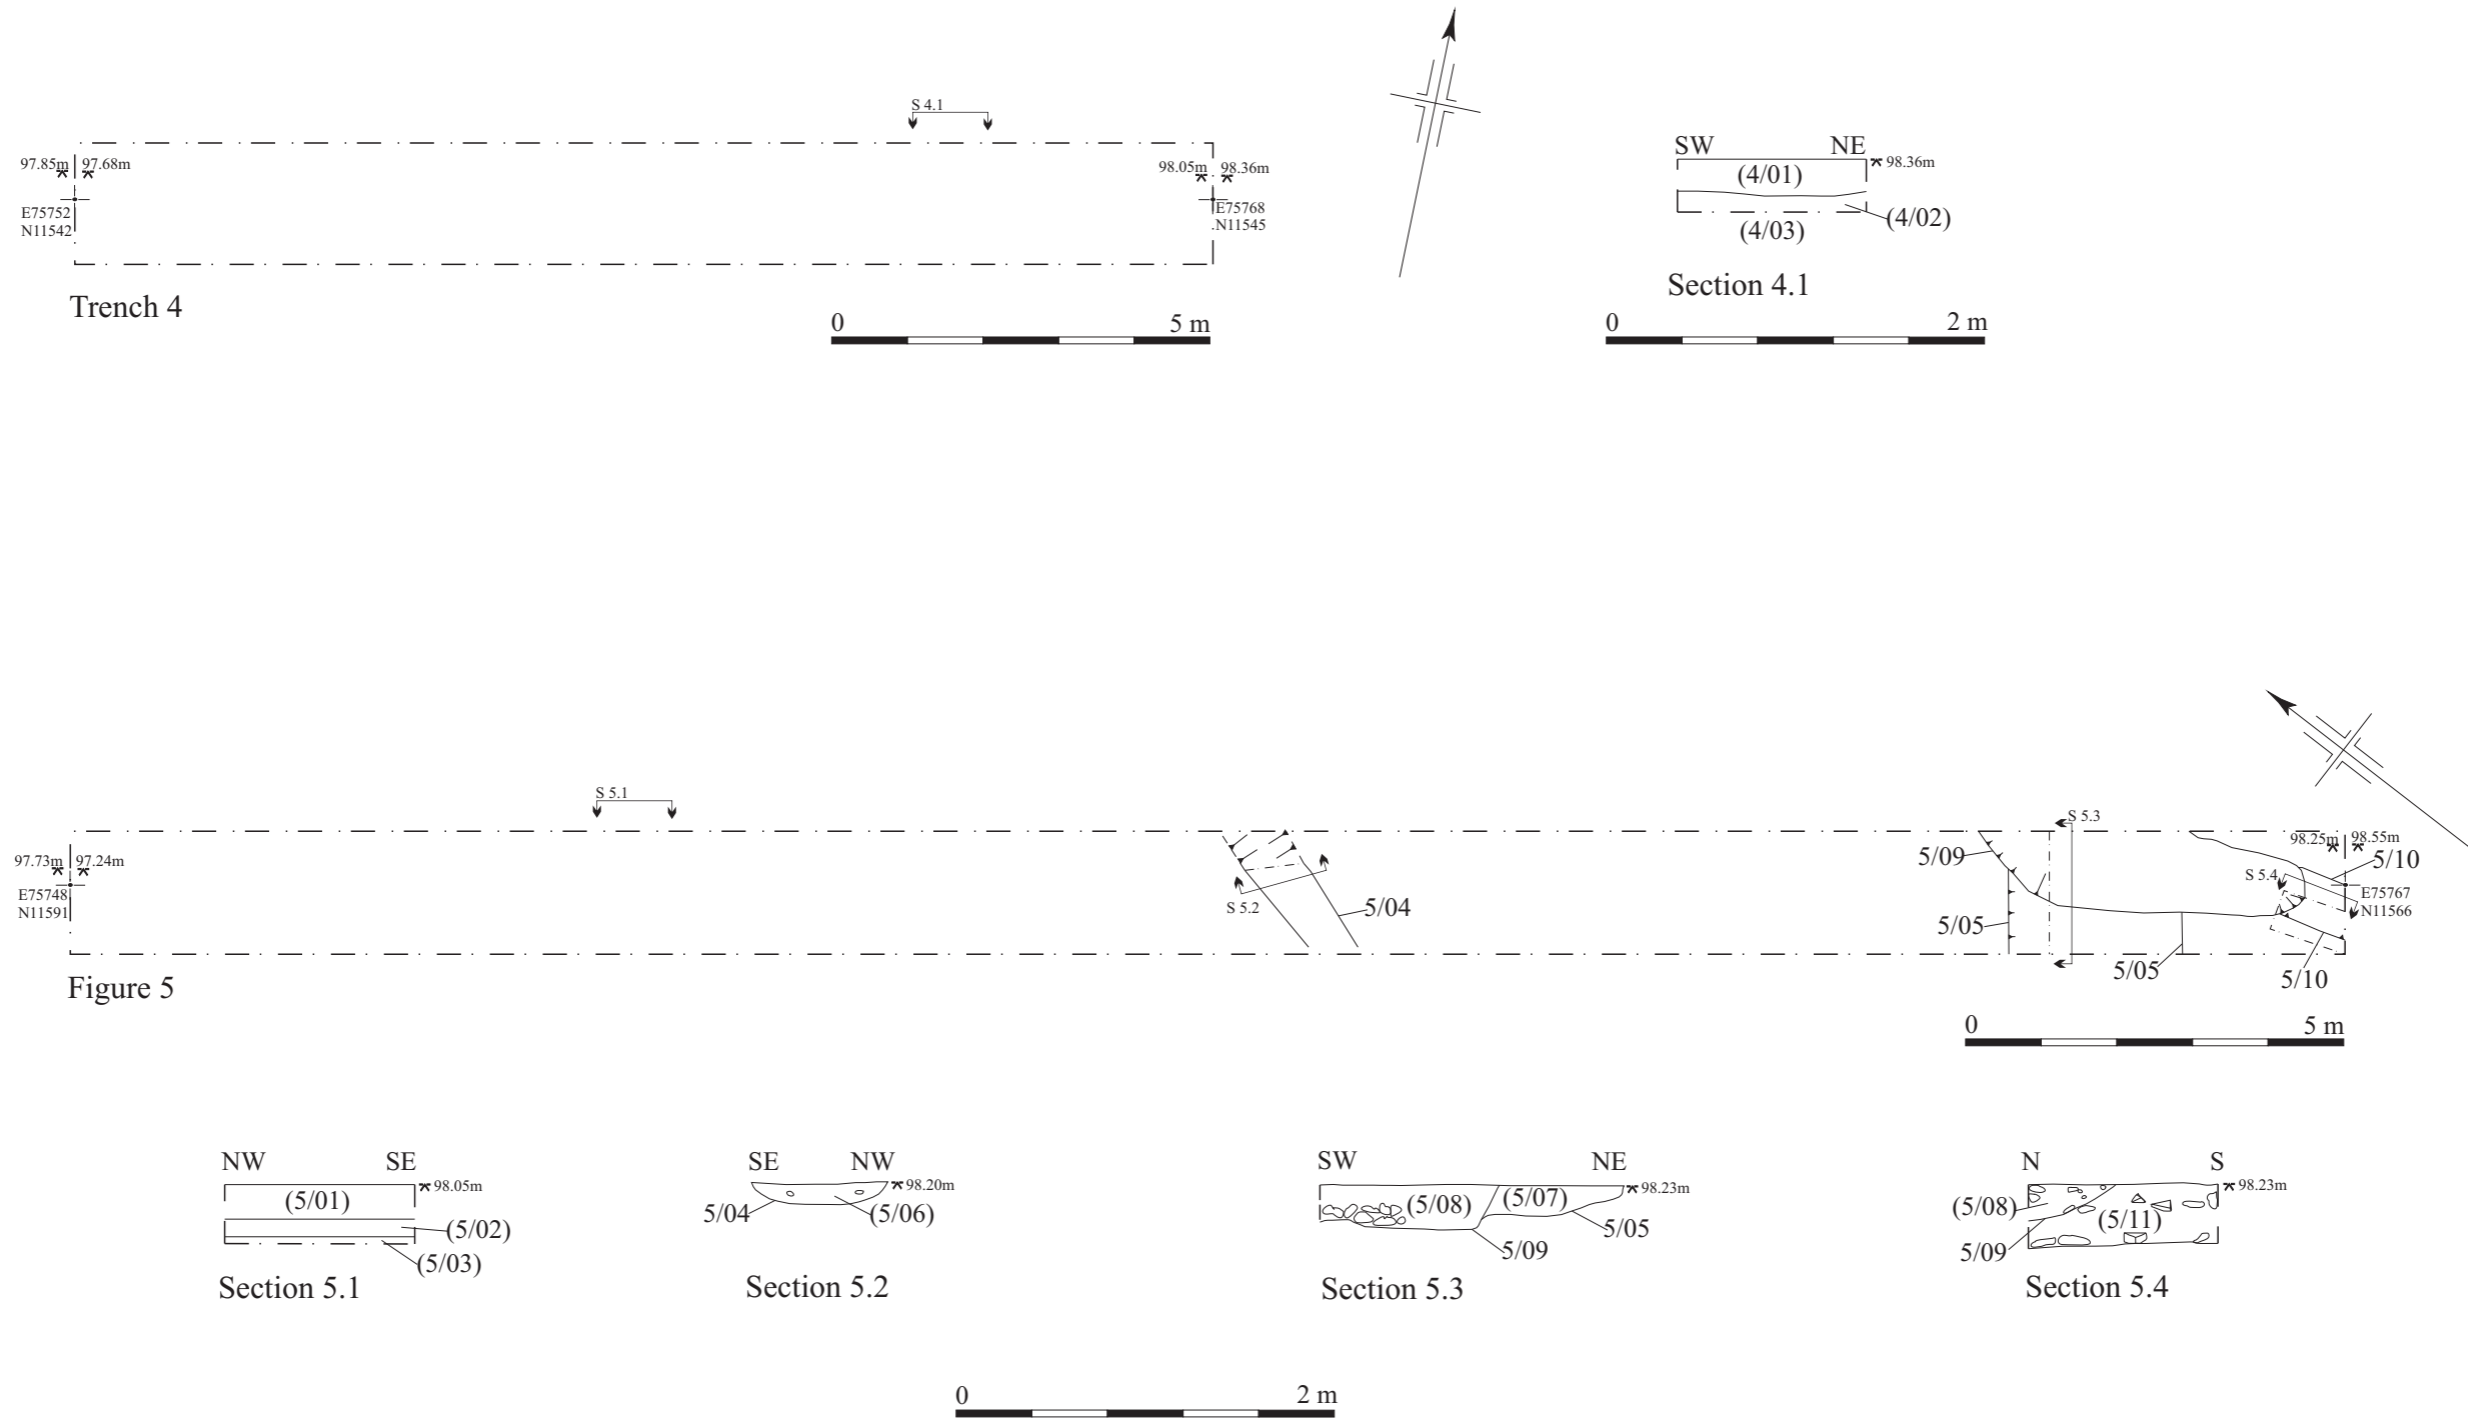 S 4.1
97.85m 97.68m
98.05m 98.36m
E75752
N11542
E75768
N11545
Trench 4
0 5 m
SW NE
98.36m
(4/01)
(4/02)
(4/03)
Section 4.1
0 2 m
S 5.1
S 5.3
97.73m 97.24m
98.25m 98.55m
5/09
5/10
S 5.4
E75748
N11591
E75767
N11566
S 5.2
5/04
5/05
5/05
5/10
Figure 5
0 5 m
NW SE
98.05m
(5/01)
(5/02)
(5/03)
Section 5.1
SE NW
98.20m
5/04
(5/06)
Section 5.2
SW NE
98.23m
(5/08)
(5/07)
5/05
5/09
Section 5.3
N S
98.23m
(5/08)
(5/11)
5/09
Section 5.4
0 2 m